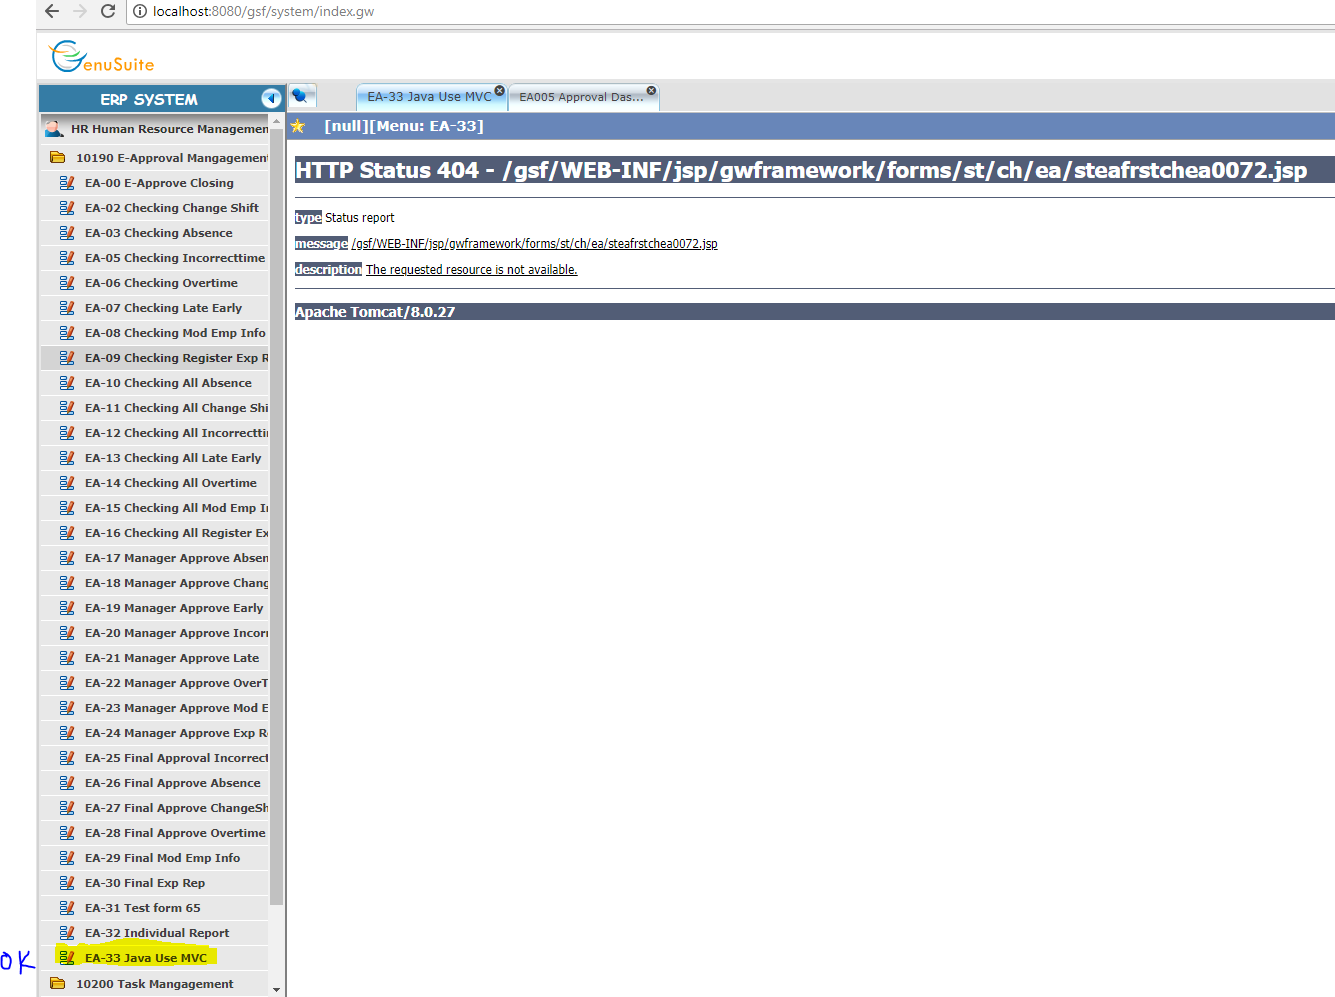 localhost:8080/gsf/system/index.gw
GenuSuite
ERP SYSTEM
EA-33 Java Use MVC
EA005 Approval Das...
HR Human Resource Managemen
[null][Menu: EA-33]
10190 E-Approval Mangagement
EA-00 E-Approve Closing
EA-02 Checking Change Shift
EA-03 Checking Absence
EA-05 Checking Incorrecttime
EA-06 Checking Overtime
EA-07 Checking Late Early
EA-08 Checking Mod Emp Info
EA-09 Checking Register Exp R
EA-10 Checking All Absence
EA-11 Checking All Change Shi
EA-12 Checking All Incorrectti
EA-13 Checking All Late Early
EA-14 Checking All Overtime
EA-15 Checking All Mod Emp I
EA-16 Checking All Register Ex
EA-17 Manager Approve Absen
EA-18 Manager Approve Chang
EA-19 Manager Approve Early
EA-20 Manager Approve Incorr
EA-21 Manager Approve Late
EA-22 Manager Approve OverT
EA-23 Manager Approve Mod E
EA-24 Manager Approve Exp R
EA-25 Final Approval Incorrect
EA-26 Final Approve Absence
EA-27 Final Approve ChangeSh
EA-28 Final Approve Overtime
EA-29 Final Mod Emp Info
EA-30 Final Exp Rep
EA-31 Test form 65
EA-32 Individual Report
OK
EA-33 Java Use MVC
10200 Task Mangagement
HTTP Status 404 - /gsf/WEB-INF/jsp/gwframework/forms/st/ch/ea/steafrstchea0072.jsp
type Status report
message /gsf/WEB-INF/jsp/gwframework/forms/st/ch/ea/steafrstchea0072.jsp
description The requested resource is not available.
Apache Tomcat/8.0.27